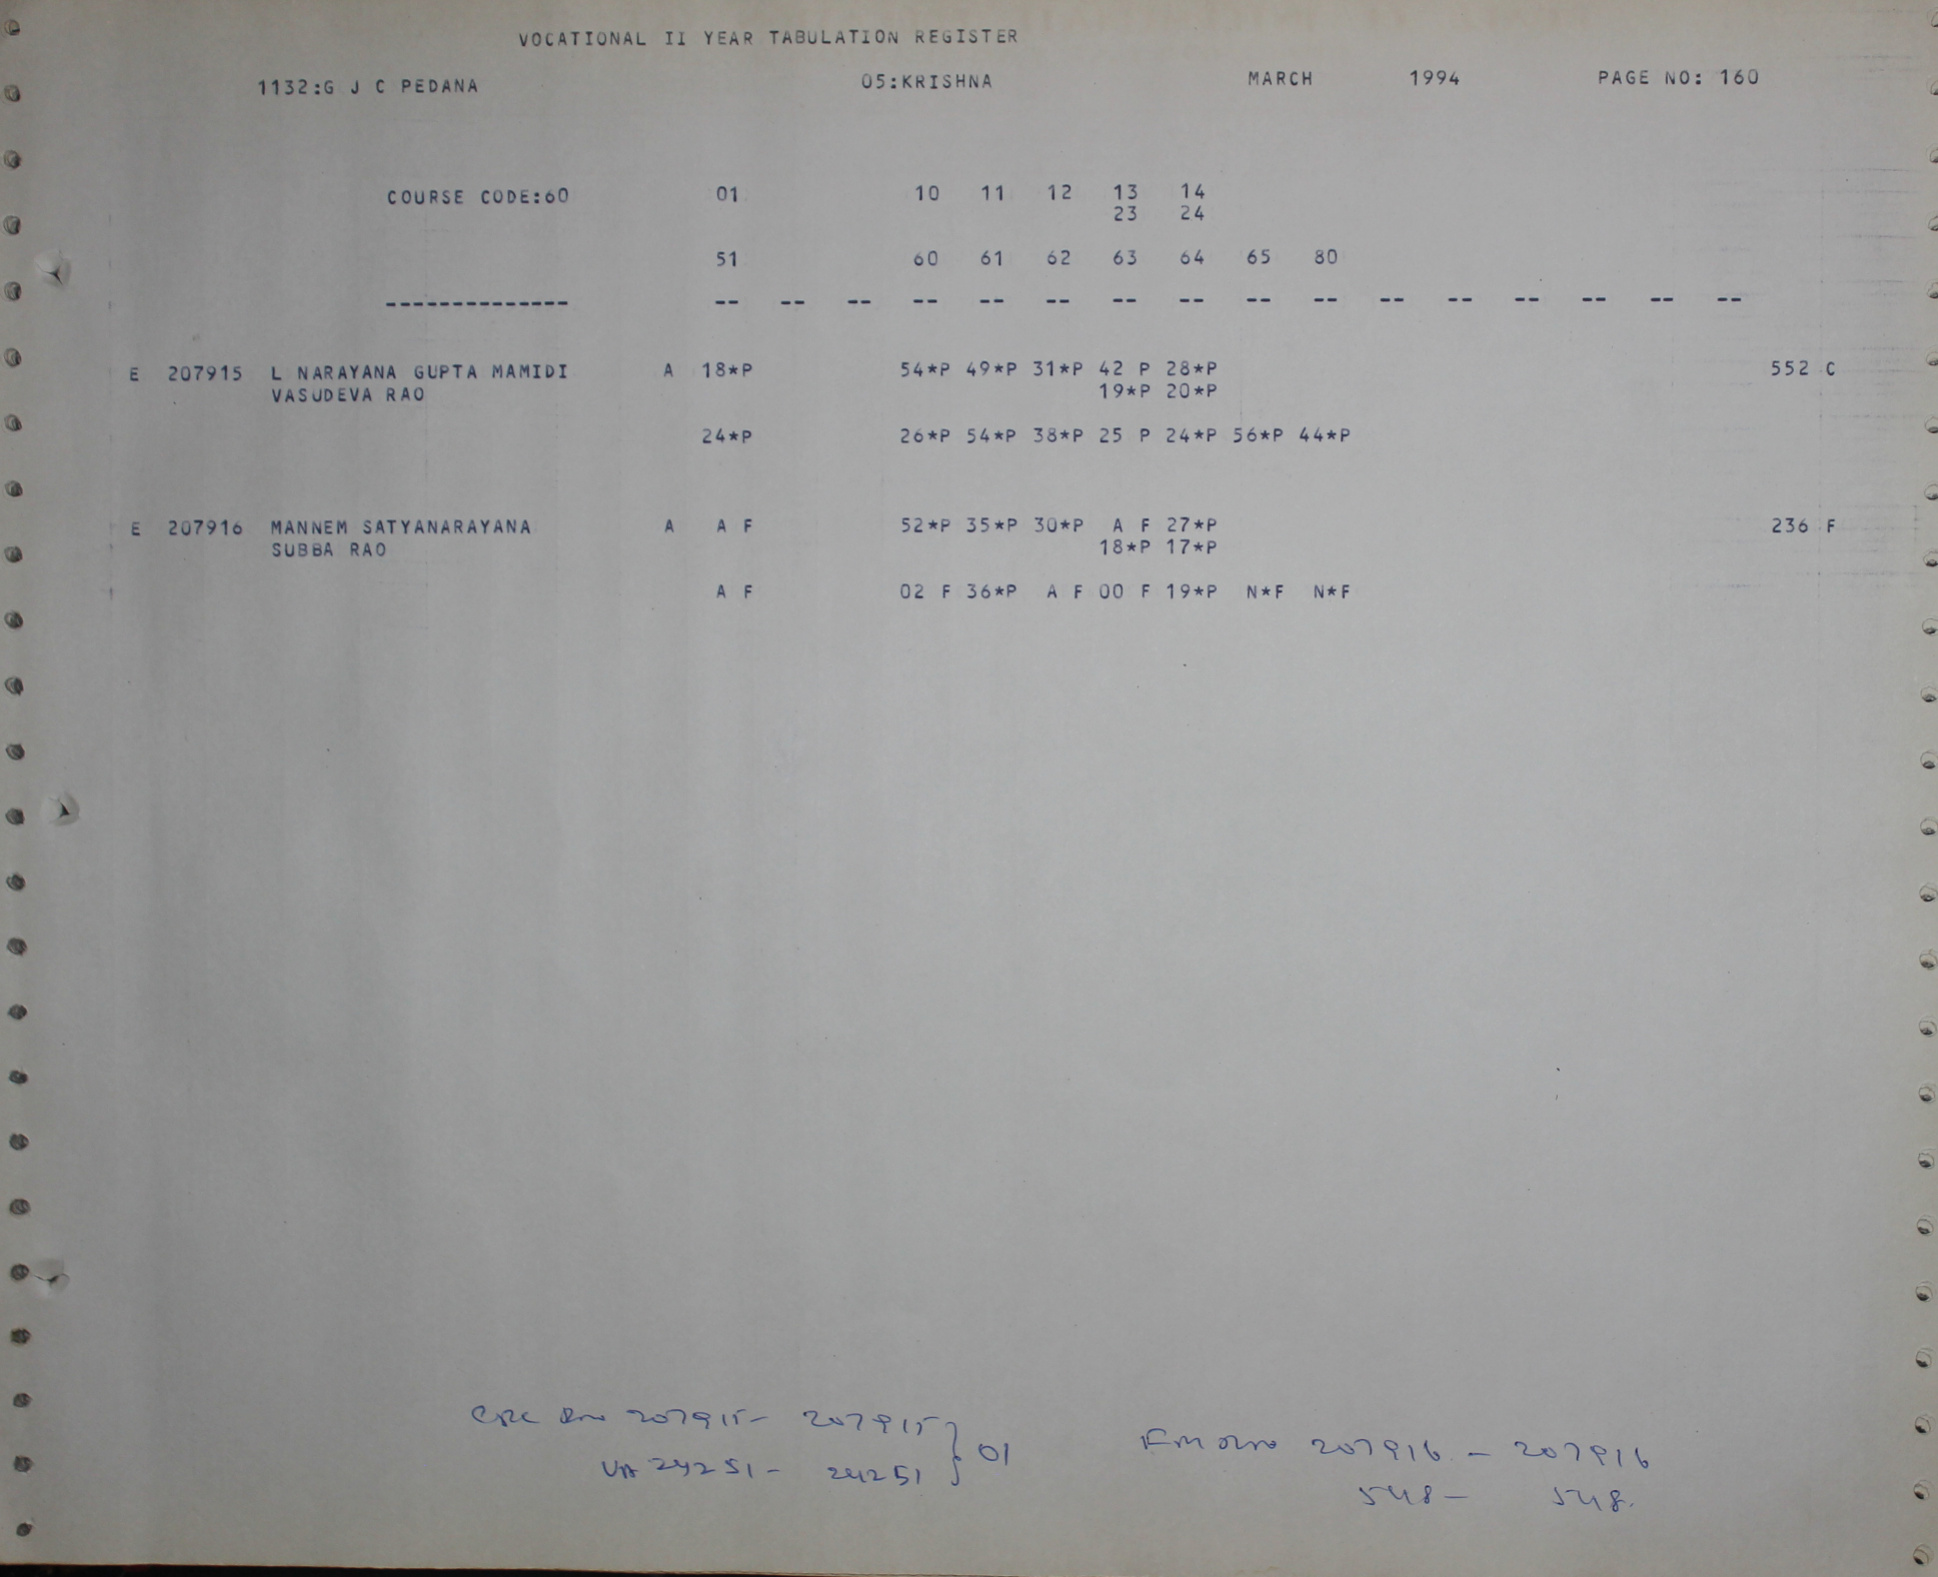 VOCATIONAL II YEAR TABULATION REGISTER
1132:G J C PEDANA 05:KRISHNA MARCH 1994 PAGE NO: 160
COURSE CODE:60 01 10 11 12 13 14
23 24
51 60 61 62 63 64 65 80
-------------- -- -- -- -- -- -- -- -- -- -- -- -- -- -- -- --
E 207915 L NARAYANA GUPTA MAMIDI A 18*P 54*P 49*P 31*P 42 P 28*P 552 C
VASUDEVA RAO 19*P 20*P
24*P 26*P 54*P 38*P 25 P 24*P 56*P 44*P
E 207916 MANNEM SATYANARAYANA A A F 52*P 35*P 30*P A F 27*P 236 F
SUBBA RAO 18*P 17*P
A F 02 F 36*P A F 00 F 19*P N*F N*F
207915- 207915 } 01
24251- 24251
207916 - 207916
548- 548.